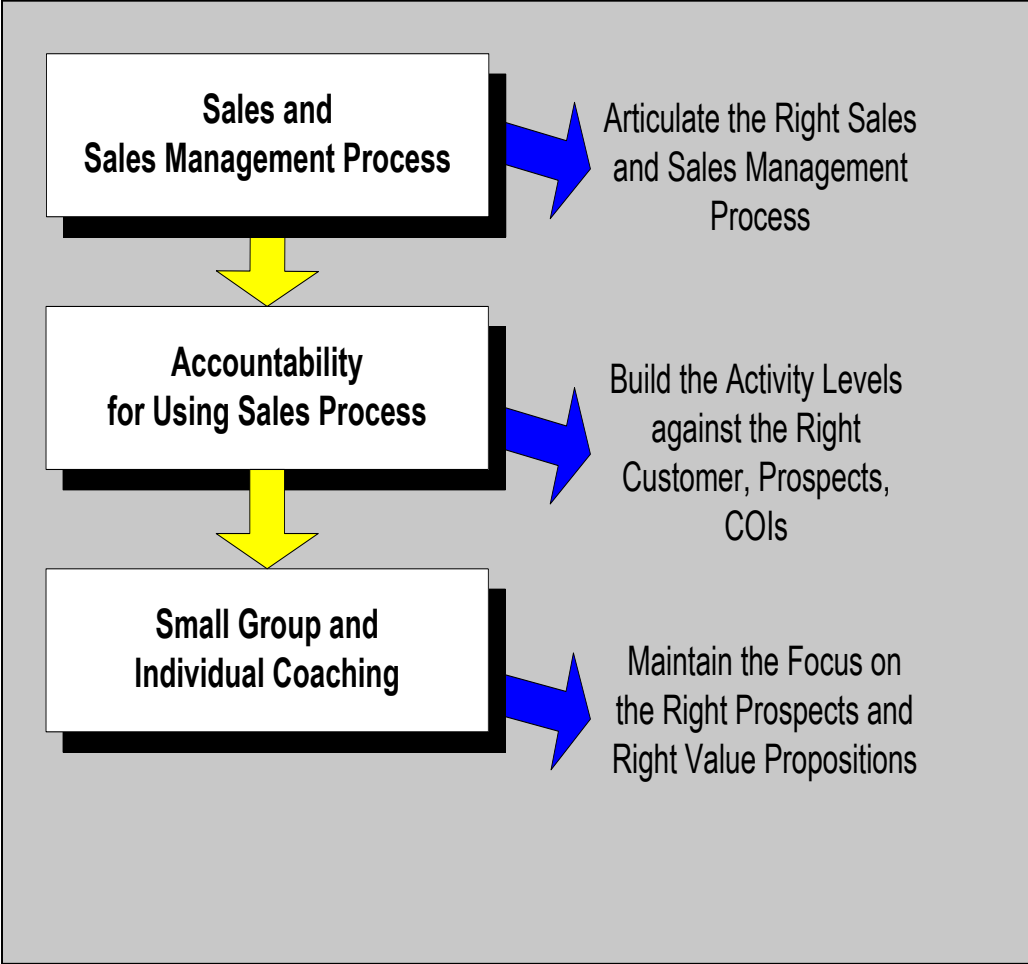 Sales and
Sales Management Process
Articulate the Right Sales
and Sales Management
Process
Accountability
for Using Sales Process
Build the Activity Levels
against the Right
Customer, Prospects,
COIs
Small Group and
Individual Coaching
Maintain the Focus on
the Right Prospects and
Right Value Propositions